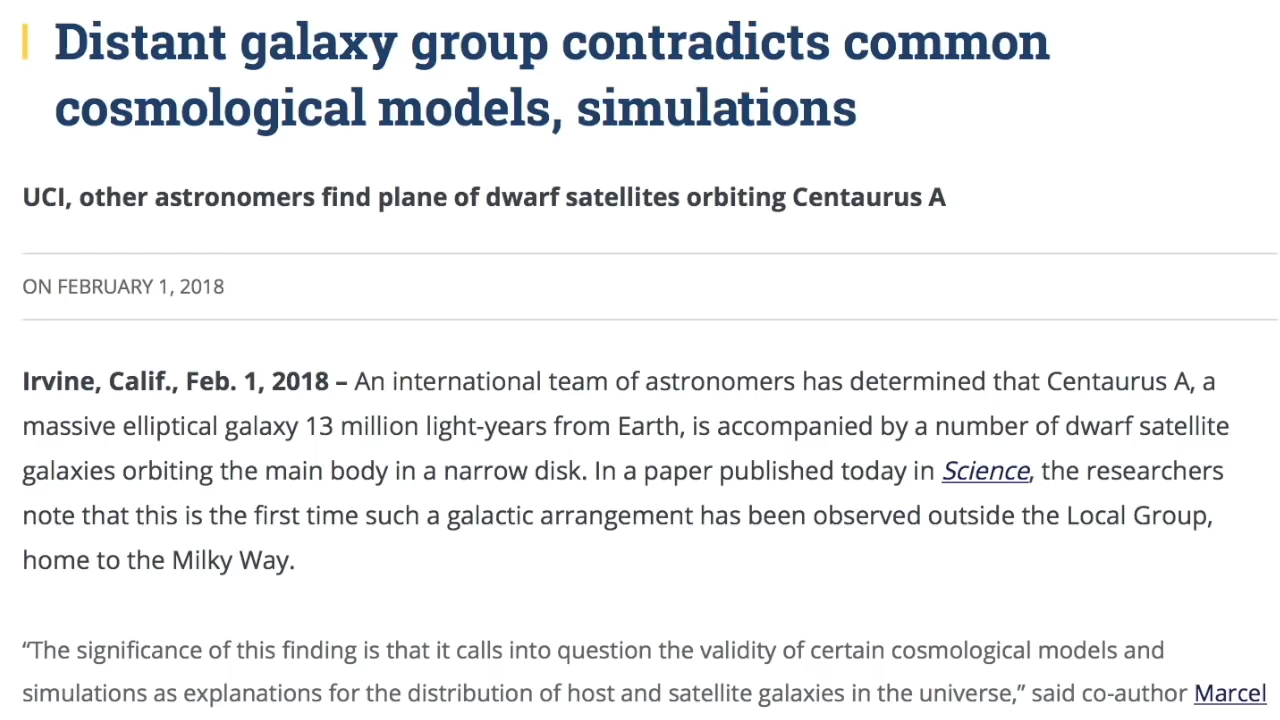 Distant galaxy group contradicts common
cosmological models, simulations
UCI, other astronomers find plane of dwarf satellites orbiting Centaurus A
ON FEBRUARY 1, 2018
Irvine, Calif., Feb. 1, 2018 – An international team of astronomers has determined that Centaurus A, a
massive elliptical galaxy 13 million light-years from Earth, is accompanied by a number of dwarf satellite
galaxies orbiting the main body in a narrow disk. In a paper published today in Science, the researchers
note that this is the first time such a galactic arrangement has been observed outside the Local Group,
home to the Milky Way.
“The significance of this finding is that it calls into question the validity of certain cosmological models and
simulations as explanations for the distribution of host and satellite galaxies in the universe,” said co-author Marcel